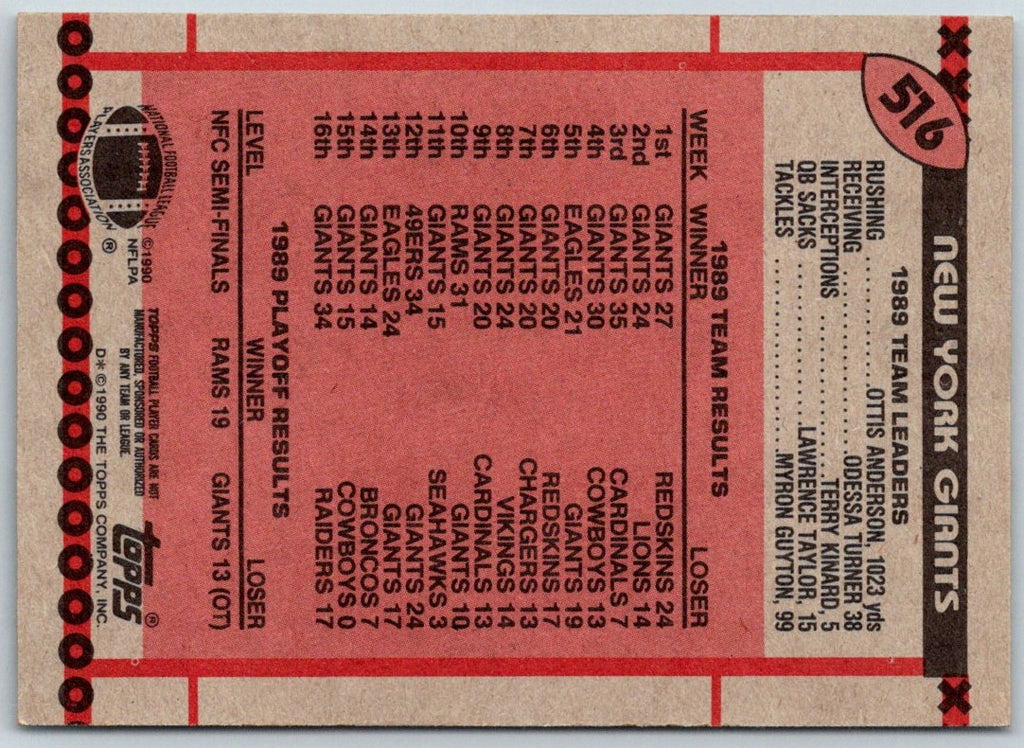 516
NEW YORK GIANTS
1989 TEAM LEADERS
RUSHING ..........OTTIS ANDERSON, 1023 yds
RECEIVING ..................ODESSA TURNER 38
INTERCEPTIONS ................TERRY KINARD, 5
QB SACKS ...............LAWRENCE TAYLOR, 15
TACKLES ......................MYRON GUYTON, 99
1989 TEAM RESULTS
WEEK WINNER LOSER
1st GIANTS 27 REDSKINS 24
2nd GIANTS 24 LIONS 14
3rd GIANTS 35 CARDINALS 7
4th GIANTS 30 COWBOYS 13
5th EAGLES 21 GIANTS 19
6th GIANTS 20 REDSKINS 17
7th GIANTS 20 CHARGERS 13
8th GIANTS 24 VIKINGS 14
9th GIANTS 20 CARDINALS 13
10th RAMS 31 GIANTS 10
11th GIANTS 15 SEAHAWKS 3
12th 49ERS 34 GIANTS 24
13th EAGLES 24 GIANTS 17
14th GIANTS 14 BRONCOS 7
15th GIANTS 15 COWBOYS 0
16th GIANTS 34 RAIDERS 17
1989 PLAYOFF RESULTS
LEVEL WINNER LOSER
NFC SEMI-FINALS RAMS 19 GIANTS 13 (OT)
NATIONAL FOOTBALL LEAGUE
PLAYERS ASSOCIATION ®
©1990
NFLPA
TOPPS FOOTBALL PLAYER CARDS ARE NOT
MANUFACTURED, SPONSORED OR AUTHORIZED
BY ANY TEAM OR LEAGUE.
D* ©1990 THE TOPPS COMPANY, INC.
topps ®